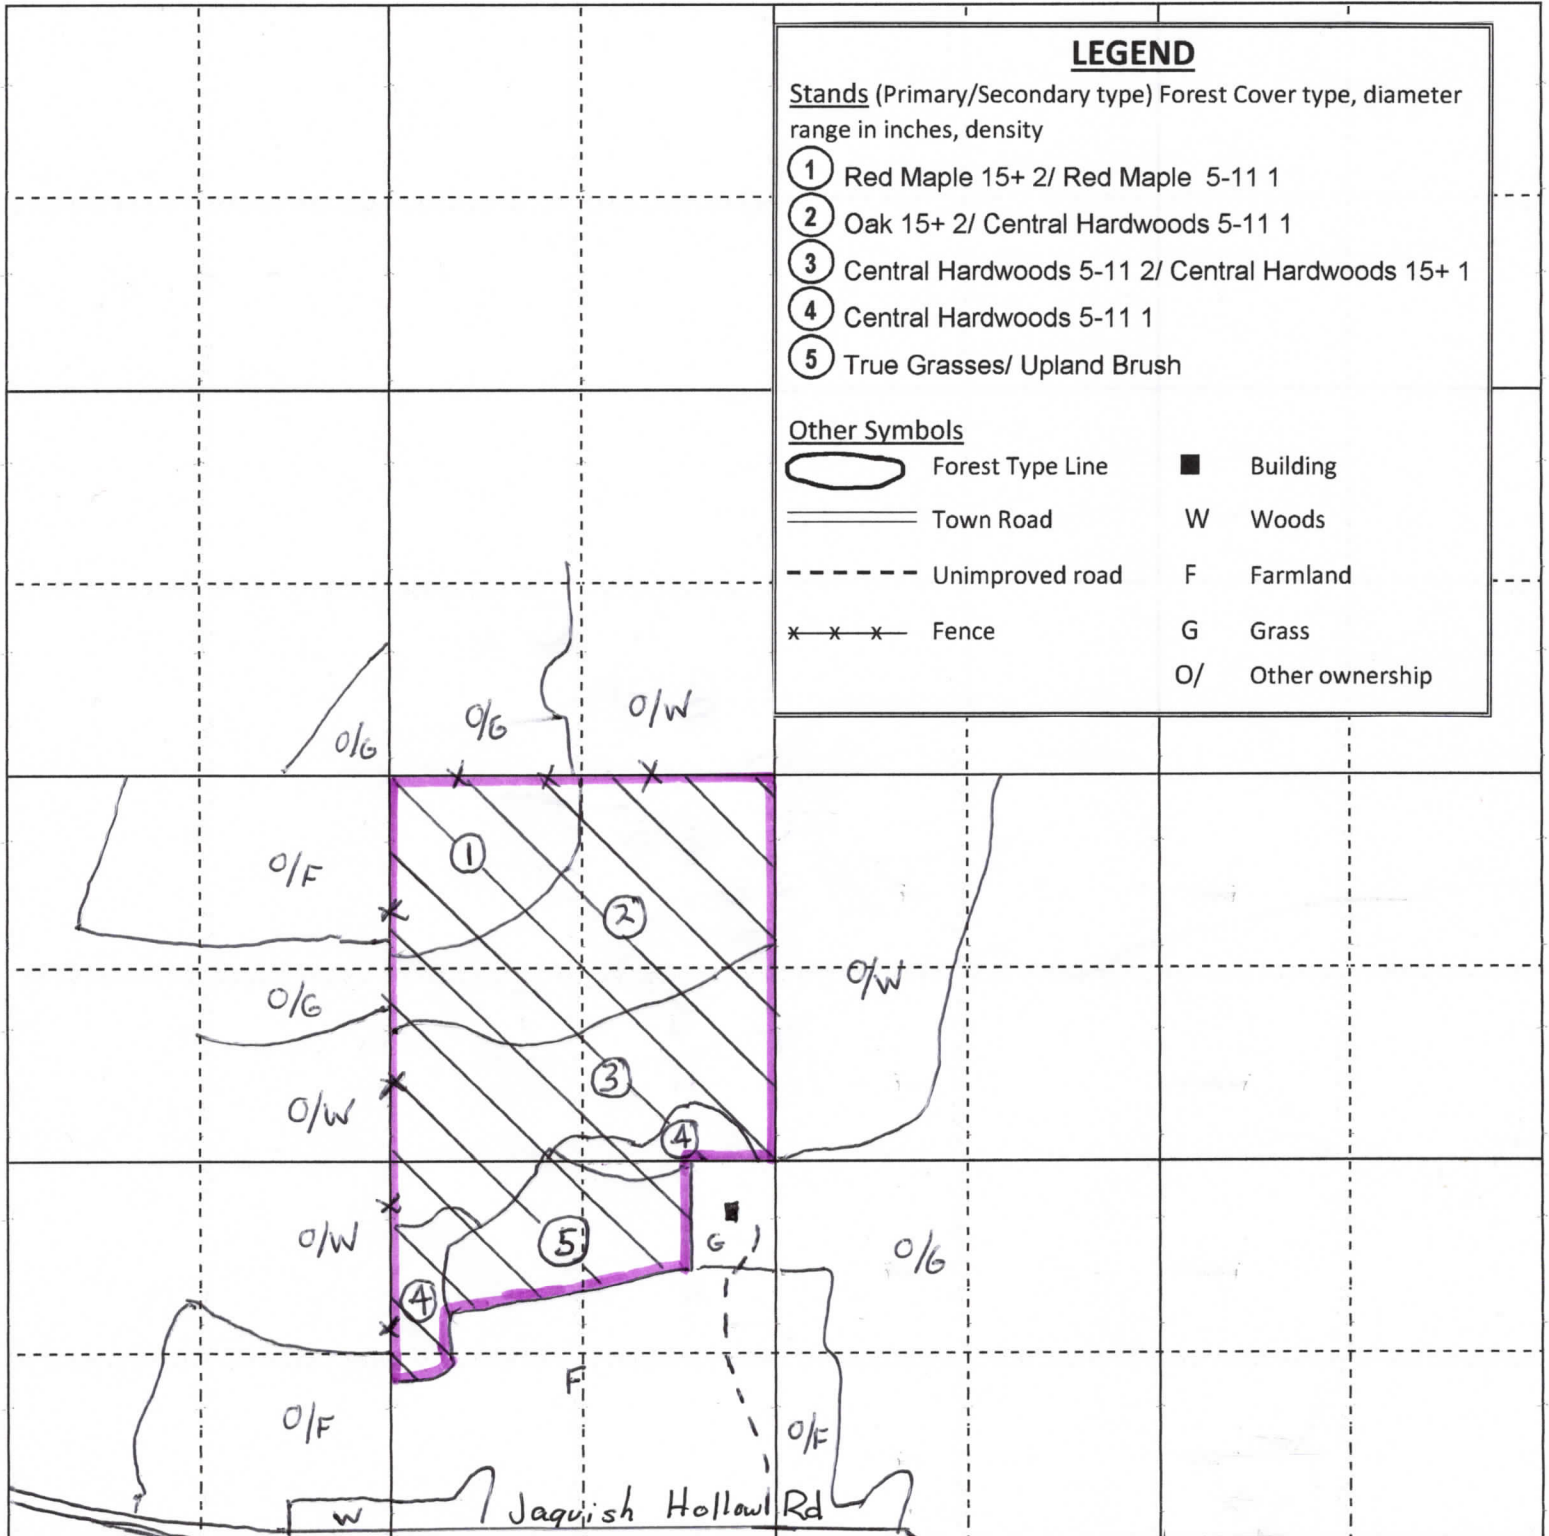 LEGEND
Stands (Primary/Secondary type) Forest Cover type, diameter
range in inches, density
1 Red Maple 15+ 2/ Red Maple 5-11 1
2 Oak 15+ 2/ Central Hardwoods 5-11 1
3 Central Hardwoods 5-11 2/ Central Hardwoods 15+ 1
4 Central Hardwoods 5-11 1
5 True Grasses/ Upland Brush
Other Symbols
Forest Type Line
Building
Town Road
W Woods
Unimproved road
F Farmland
Fence
G Grass
O/ Other ownership
O/G
O/G
O/W
O/F
1
2
O/G
O/W
3
O/W
4
O/W
5
G
O/G
4
F
O/F
O/F
W
Jaquish Hollow Rd